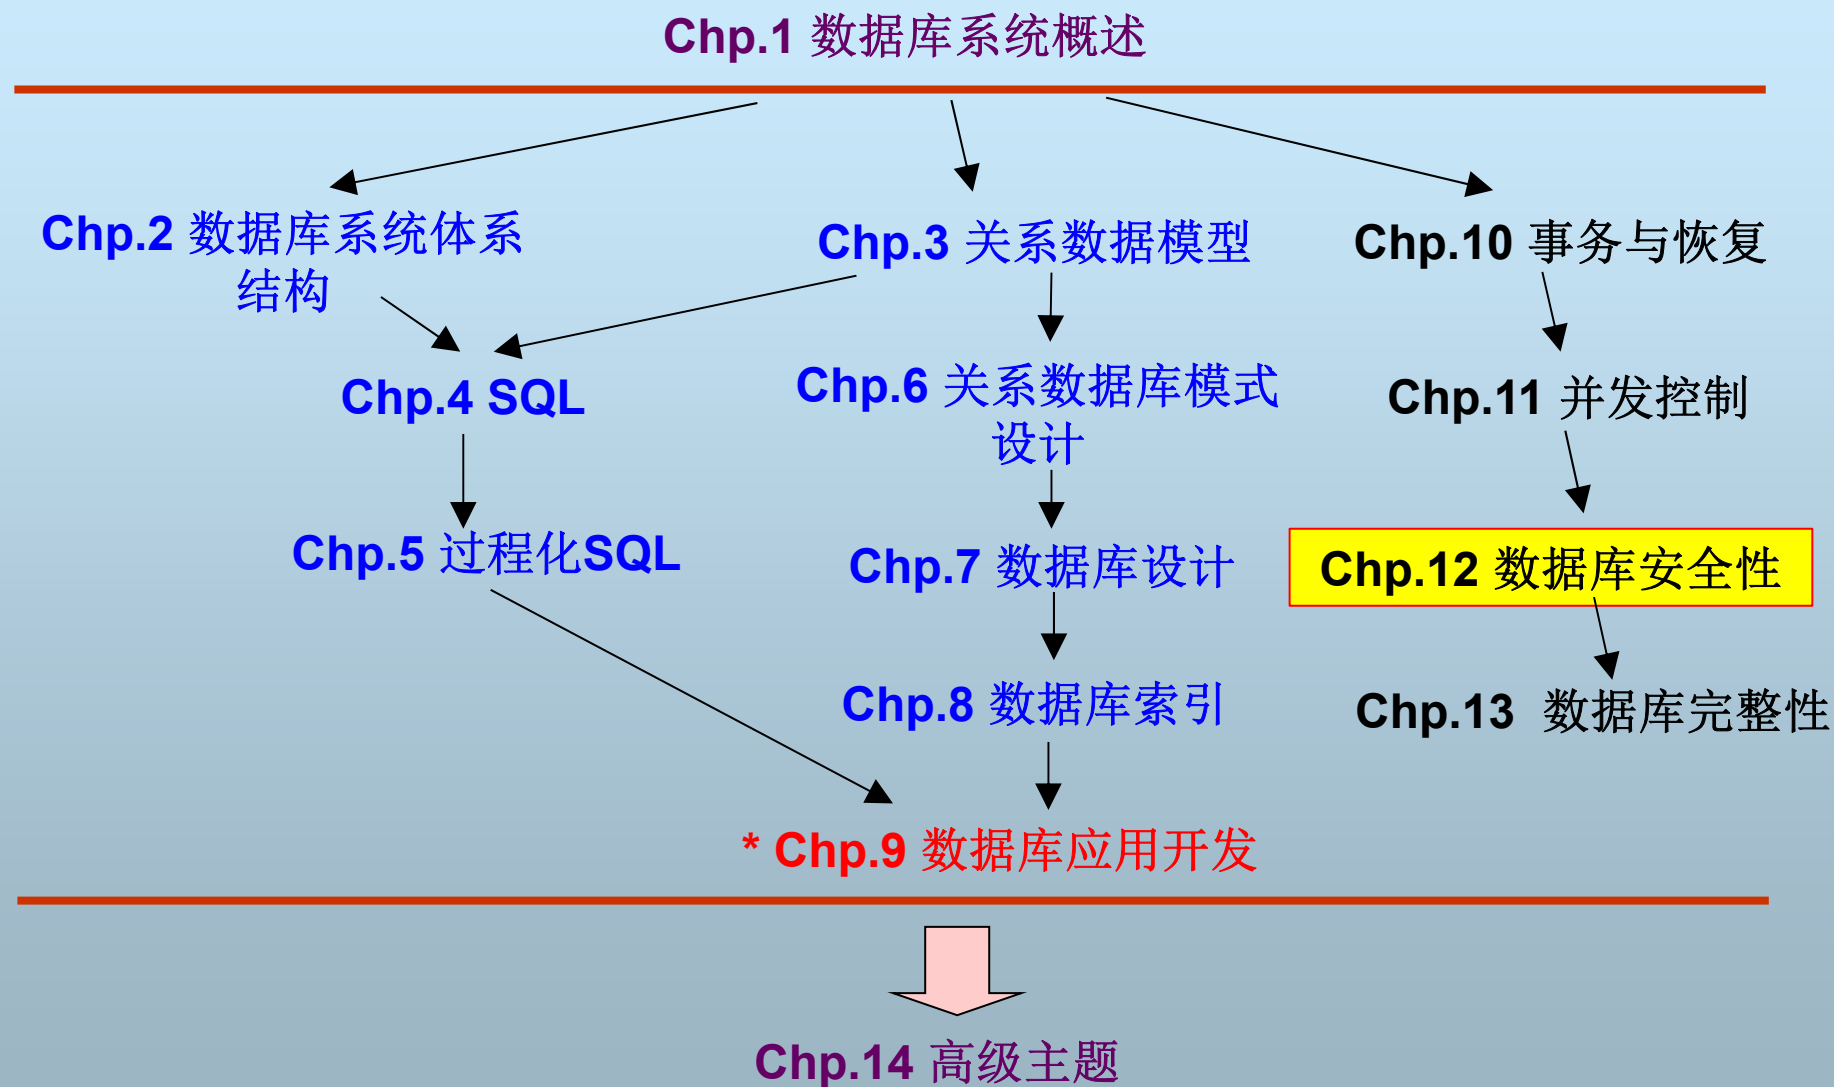 Chp.1 数据库系统概述
Chp.2 数据库系统体系
结构
Chp.3 关系数据模型
Chp.10 事务与恢复
Chp.4 SQL
Chp.6 关系数据库模式
设计
Chp.11 并发控制
Chp.5 过程化SQL
Chp.7 数据库设计
Chp.12 数据库安全性
Chp.8 数据库索引
Chp.13 数据库完整性
* Chp.9 数据库应用开发
Chp.14 高级主题